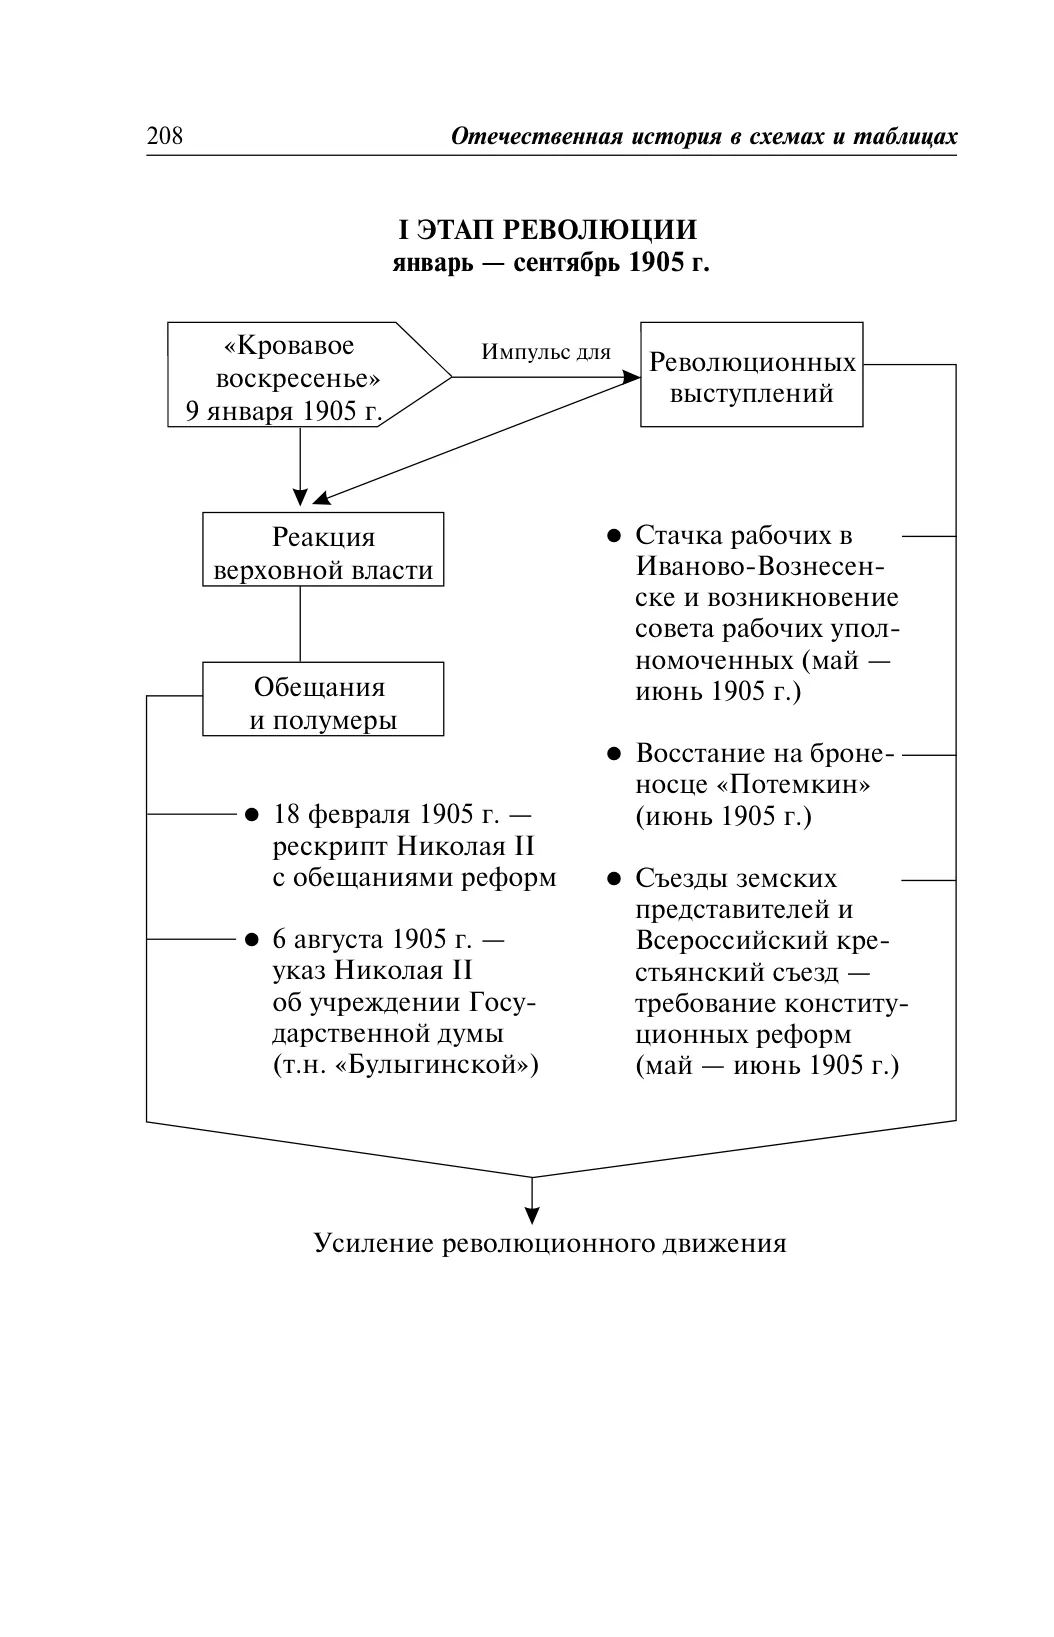 208
Отечественная история в схемах и таблицах
I ЭТАП РЕВОЛЮЦИИ
январь — сентябрь 1905 г.
«Кровавое
воскресенье»
9 января 1905 г.
Импульс для
Революционных
выступлений
Реакция
верховной власти
Обещания
и полумеры
● 18 февраля 1905 г. —
рескрипт Николая II
с обещаниями реформ
● 6 августа 1905 г. —
указ Николая II
об учреждении Госу-
дарственной думы
(т.н. «Булыгинской»)
● Стачка рабочих в
Иваново-Вознесен-
ске и возникновение
совета рабочих упол-
номоченных (май —
июнь 1905 г.)
● Восстание на броне-
носце «Потемкин»
(июнь 1905 г.)
● Съезды земских
представителей и
Всероссийский кре-
стьянский съезд —
требование конститу-
ционных реформ
(май — июнь 1905 г.)
Усиление революционного движения